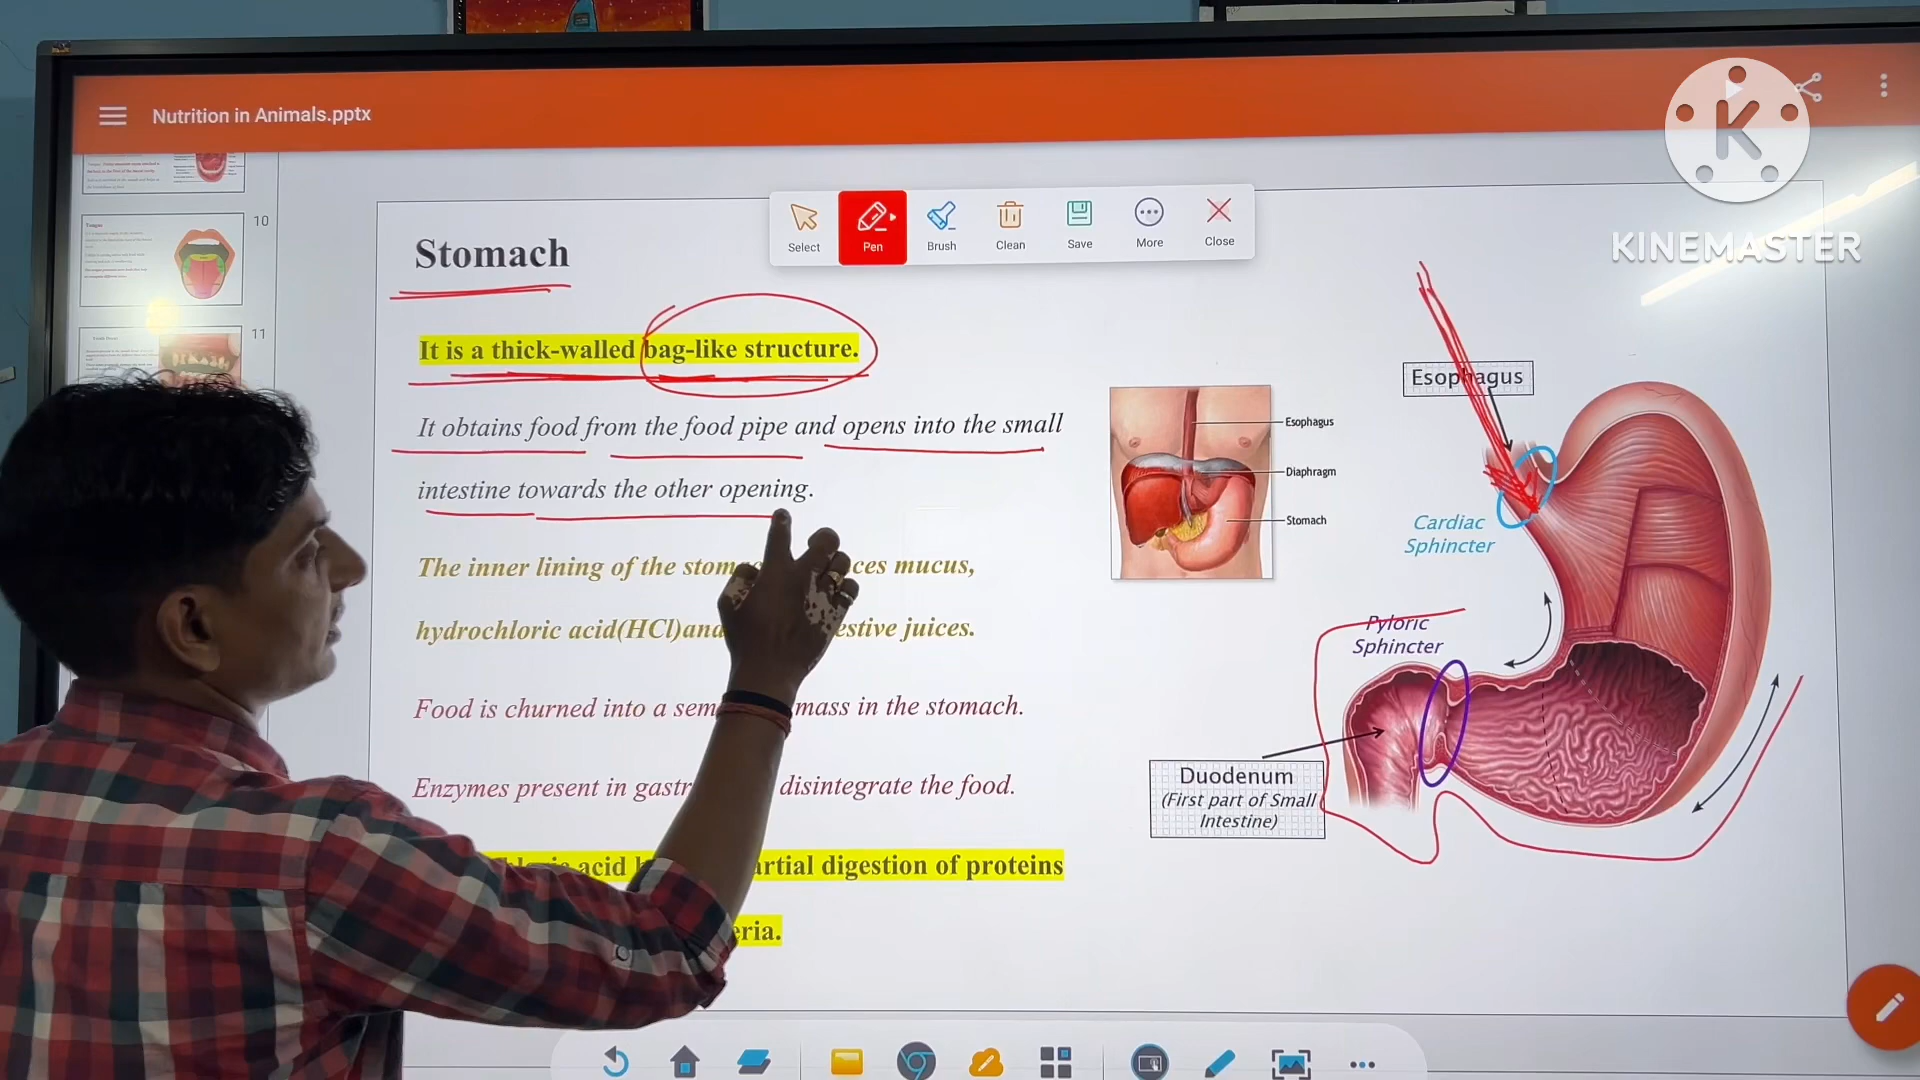 Nutrition in Animals.pptx
KINEMASTER
Select
Pen
Brush
Clean
Save
More
Close
10
Tongue
11
Stomach
It is a thick-walled bag-like structure.
It obtains food from the food pipe and opens into the small
intestine towards the other opening.
The inner lining of the stom ces mucus,
hydrochloric acid(HCl)and estive juices.
Food is churned into a sem mass in the stomach.
Enzymes present in gastr disintegrate the food.
acid artial digestion of proteins
eria.
Esophagus
Diaphragm
Stomach
Esophagus
Cardiac
Sphincter
Pyloric
Sphincter
Duodenum
(First part of Small
Intestine)